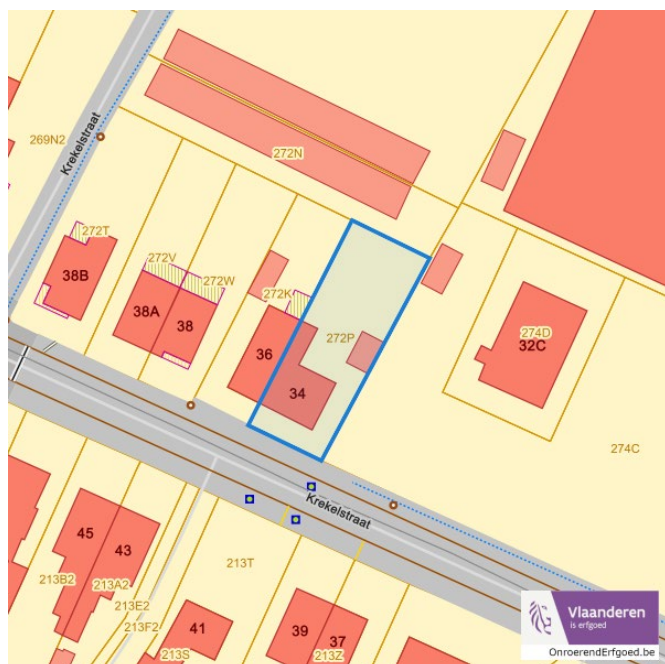 Krekelstraat
269N2
272N
272T
38B
272V
272W
38A
38
272K
36
272P
34
274D
32C
274C
Krekelstraat
45
43
213B2
213A2
213E2
213F2
213T
41
213S
39
37
213Z
Vlaanderen
is erfgoed
OnroerendErfgoed.be